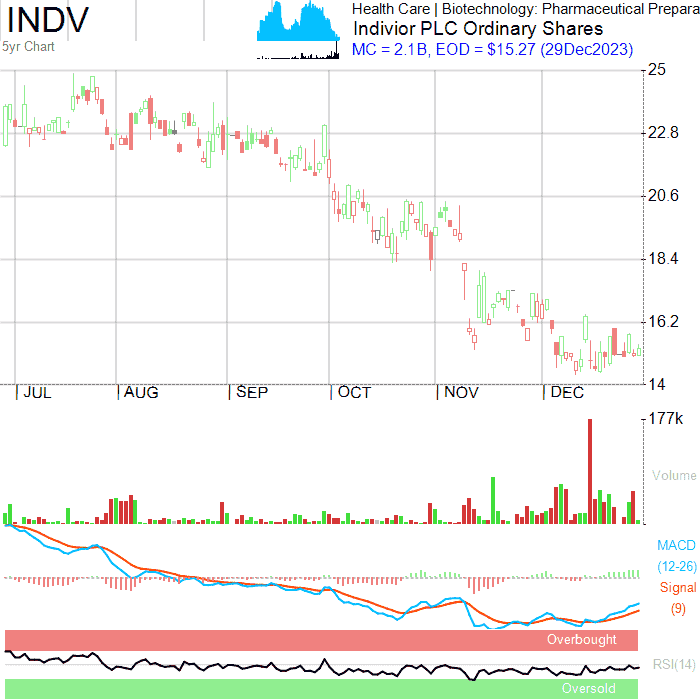 INDV
5yr Chart
Health Care | Biotechnology: Pharmaceutical Prepara
Indivior PLC Ordinary Shares
MC = 2.1B, EOD = $15.27 (29Dec2023)
25
22.8
20.6
18.4
16.2
14
JUL AUG SEP OCT NOV DEC
177k
Volume
MACD
(12-26)
Signal
(9)
Overbought
RSI(14)
Oversold